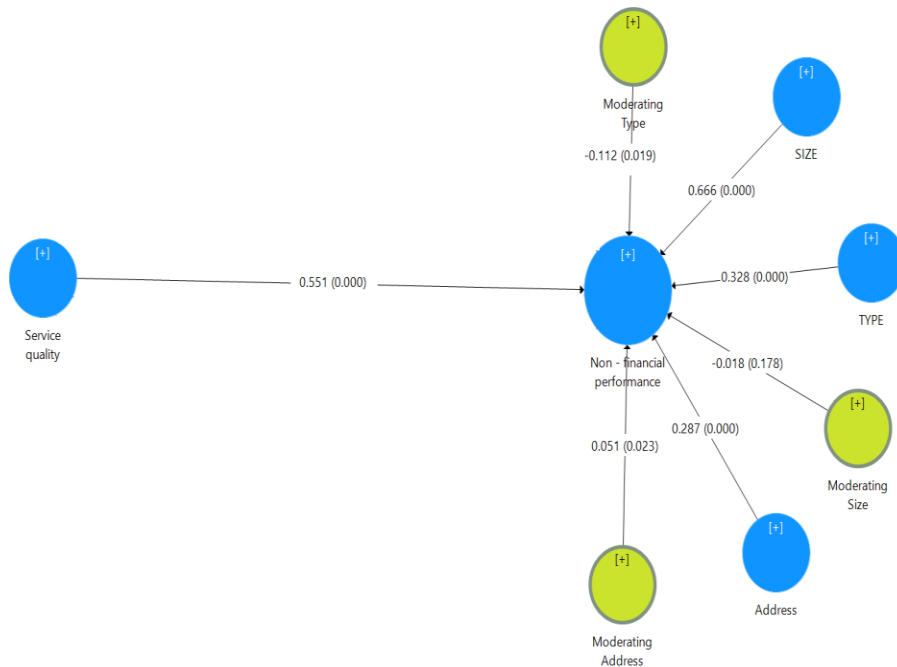 [+]
Moderating
Type
[+]
SIZE
-0.112 (0.019)
0.666 (0.000)
[+]
Service
quality
0.551 (0.000)
[+]
Non - financial
performance
0.328 (0.000)
[+]
TYPE
-0.018 (0.178)
[+]
Moderating
Size
0.287 (0.000)
[+]
Address
0.051 (0.023)
[+]
Moderating
Address